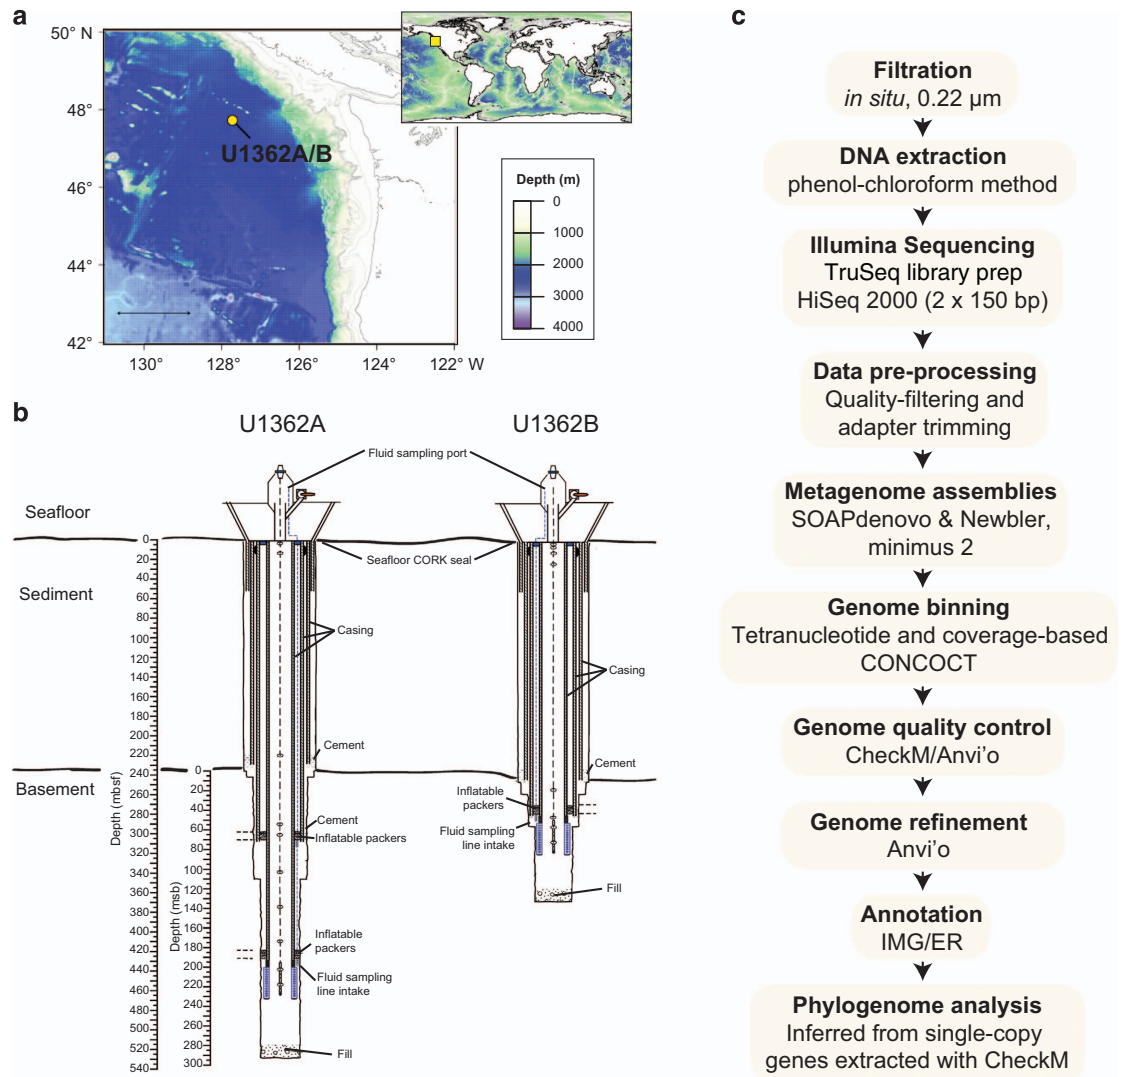 a
50° N
48°
46°
44°
42°
130°
128°
126°
124°
122° W
U1362A/B
Depth (m)
0
1000
2000
3000
4000
b
U1362A
U1362B
Fluid sampling port
Seafloor
Seafloor CORK seal
Sediment
Casing
Casing
Cement
Cement
Basement
Inflatable
packers
Cement
Inflatable packers
Fluid sampling
line intake
Fill
Inflatable
packers
Fluid sampling
line intake
Fill
Depth (mbsf)
0
20
40
60
80
100
120
140
160
180
200
220
240
260
280
300
320
340
360
380
400
420
440
460
480
500
520
540
Depth (msb)
0
20
40
60
80
100
120
140
160
180
200
220
240
260
280
300
c
Filtration
in situ, 0.22 µm
DNA extraction
phenol-chloroform method
Illumina Sequencing
TruSeq library prep
HiSeq 2000 (2 x 150 bp)
Data pre-processing
Quality-filtering and
adapter trimming
Metagenome assemblies
SOAPdenovo & Newbler,
minimus 2
Genome binning
Tetranucleotide and coverage-based
CONCOCT
Genome quality control
CheckM/Anvi’o
Genome refinement
Anvi’o
Annotation
IMG/ER
Phylogenome analysis
Inferred from single-copy
genes extracted with CheckM